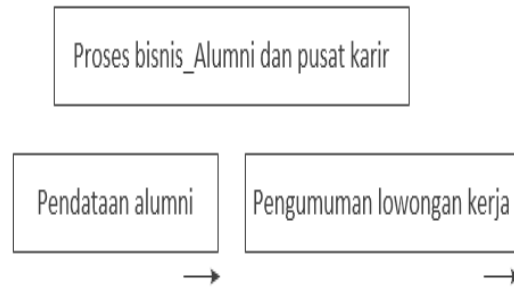 Proses bisnis_Alumni dan pusat karir
Pendataan alumni
Pengumuman lowongan kerja